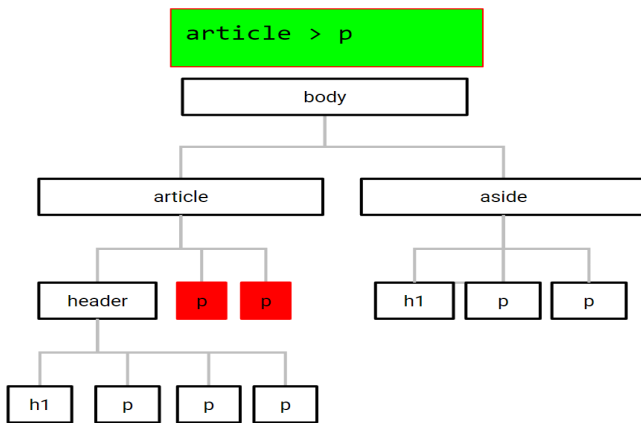 article > p
body
article aside
header p p h1 p p
h1 p p p